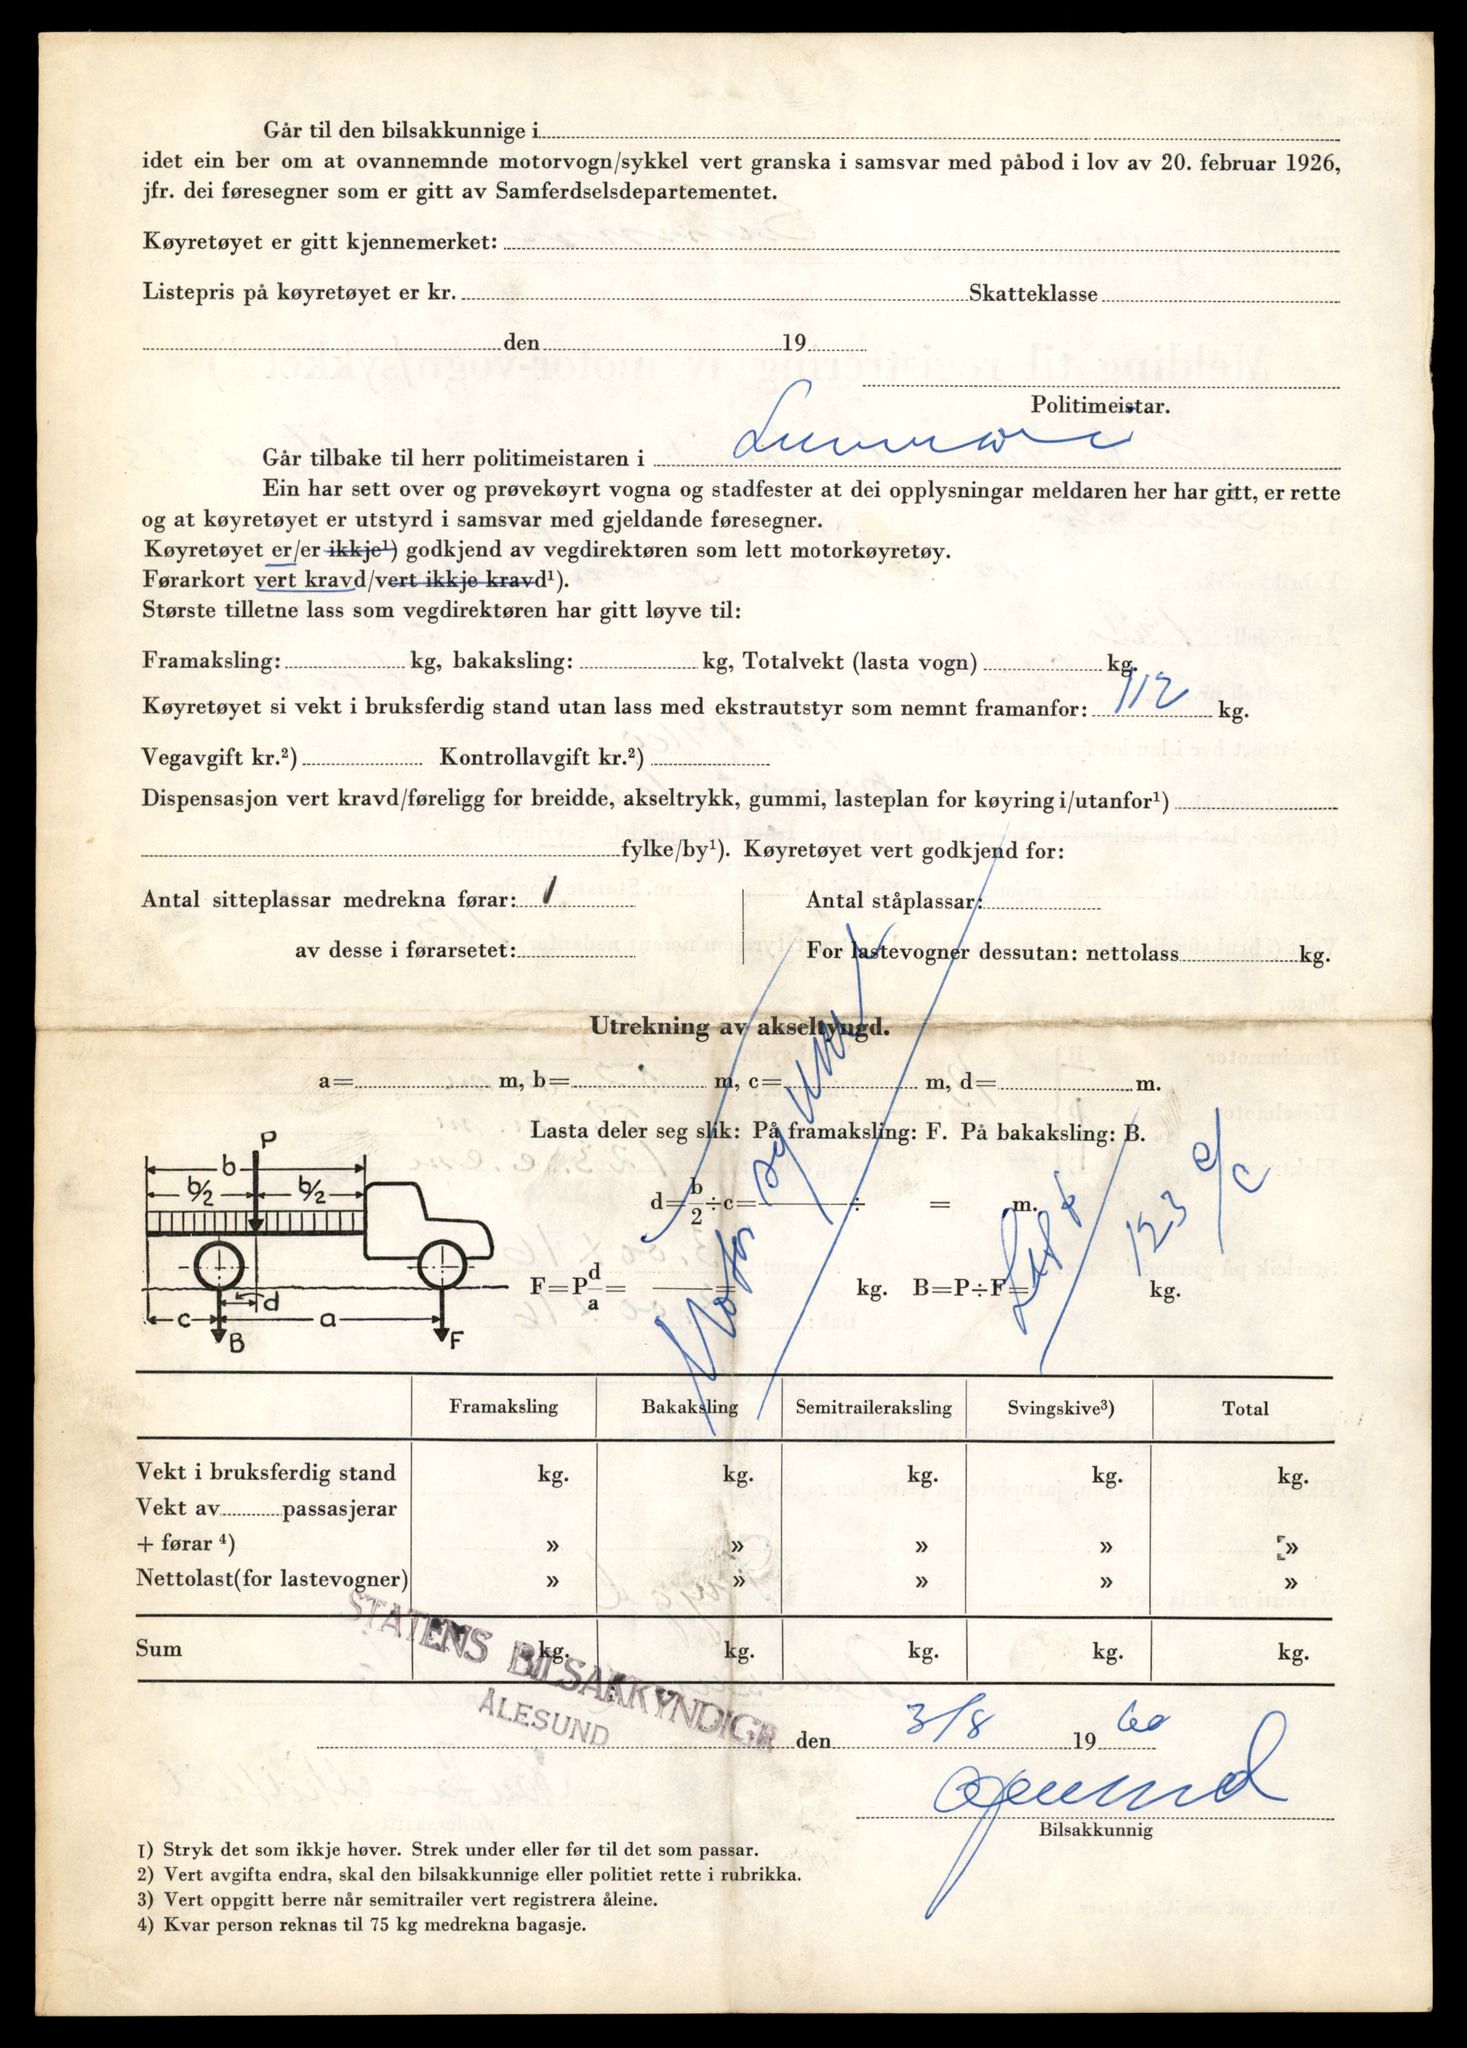 Går til den bilsakkunnige i
idet ein ber om at ovannemnde motorvogn/sykkel vert granska i samsvar med påbod i lov av 20. februar 1926,
jfr. dei føresegner som er gitt av Samferdselsdepartementet.
Køyretøyet er gitt kjennemerket:
Listepris på køyretøyet er kr. Skatteklasse
den 19
Politimeistar.
Går tilbake til herr politimeistaren i Sunnmøre
Ein har sett over og prøvekøyrt vogna og stadfester at dei opplysningar meldaren her har gitt, er rette
og at køyretøyet er utstyrd i samsvar med gjeldande føresegner.
Køyretøyet er/er ikkje¹) godkjend av vegdirektøren som lett motorkøyretøy.
Førarkort vert kravd/vert ikkje kravd¹).
Største tilletne lass som vegdirektøren har gitt løyve til:
Framaksling: kg, bakaksling: kg, Totalvekt (lasta vogn) kg.
Køyretøyet si vekt i bruksferdig stand utan lass med ekstrautstyr som nemnt framanfor: 112 kg.
Vegavgift kr.²) Kontrollavgift kr.²)
Dispensasjon vert kravd/føreligg for breidde, akseltrykk, gummi, lasteplan for køyring i/utanfor¹)
fylke/by¹). Køyretøyet vert godkjend for:
Antal sitteplassar medrekna førar: 1 Antal ståplassar:
av desse i førarsetet: For lastevogner dessutan: nettolass kg.
Utrekning av akseltyngd.
a= m, b= m, c= m, d= m.
Lasta deler seg slik: På framaksling: F. På bakaksling: B.
P
b
b/2 b/2
d=b/2÷c= ÷ = m.
F=P d/a= = kg. B=P÷F= kg.
d
c a
B F
Motor og
123 c/c
Framaksling Bakaksling Semitraileraksling Svingskive³) Total
Vekt i bruksferdig stand kg. kg. kg. kg. kg.
Vekt av passasjerar
+ førar ⁴) » » » » »
Nettolast(for lastevogner) » » » » »
Sum kg. kg. kg. kg. kg.
STATENS BILSAKKYNDIGE
ÅLESUND
den 3/8 19 60
Bilsakkunnig
1) Stryk det som ikkje høver. Strek under eller før til det som passar.
2) Vert avgifta endra, skal den bilsakkunnige eller politiet rette i rubrikka.
3) Vert oppgitt berre når semitrailer vert registrera åleine.
4) Kvar person reknas til 75 kg medrekna bagasje.